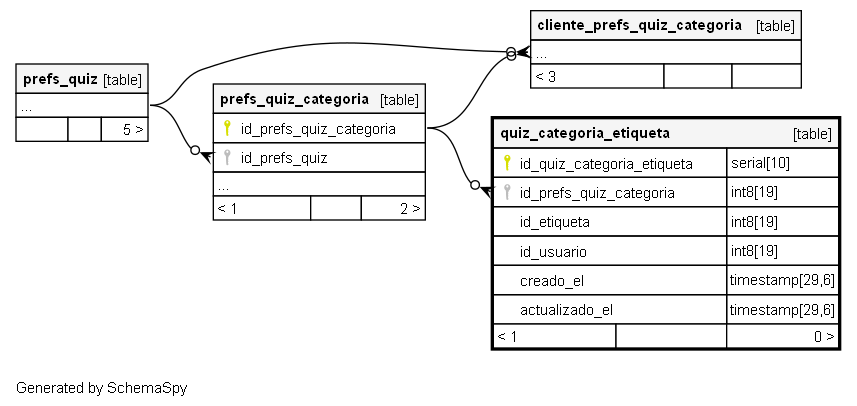 cliente_prefs_quiz_categoria [table]
...
< 3
prefs_quiz [table]
...
5 >
prefs_quiz_categoria [table]
id_prefs_quiz_categoria
id_prefs_quiz
...
< 1 2 >
quiz_categoria_etiqueta [table]
id_quiz_categoria_etiqueta serial[10]
id_prefs_quiz_categoria int8[19]
id_etiqueta int8[19]
id_usuario int8[19]
creado_el timestamp[29,6]
actualizado_el timestamp[29,6]
< 1 0 >
Generated by SchemaSpy